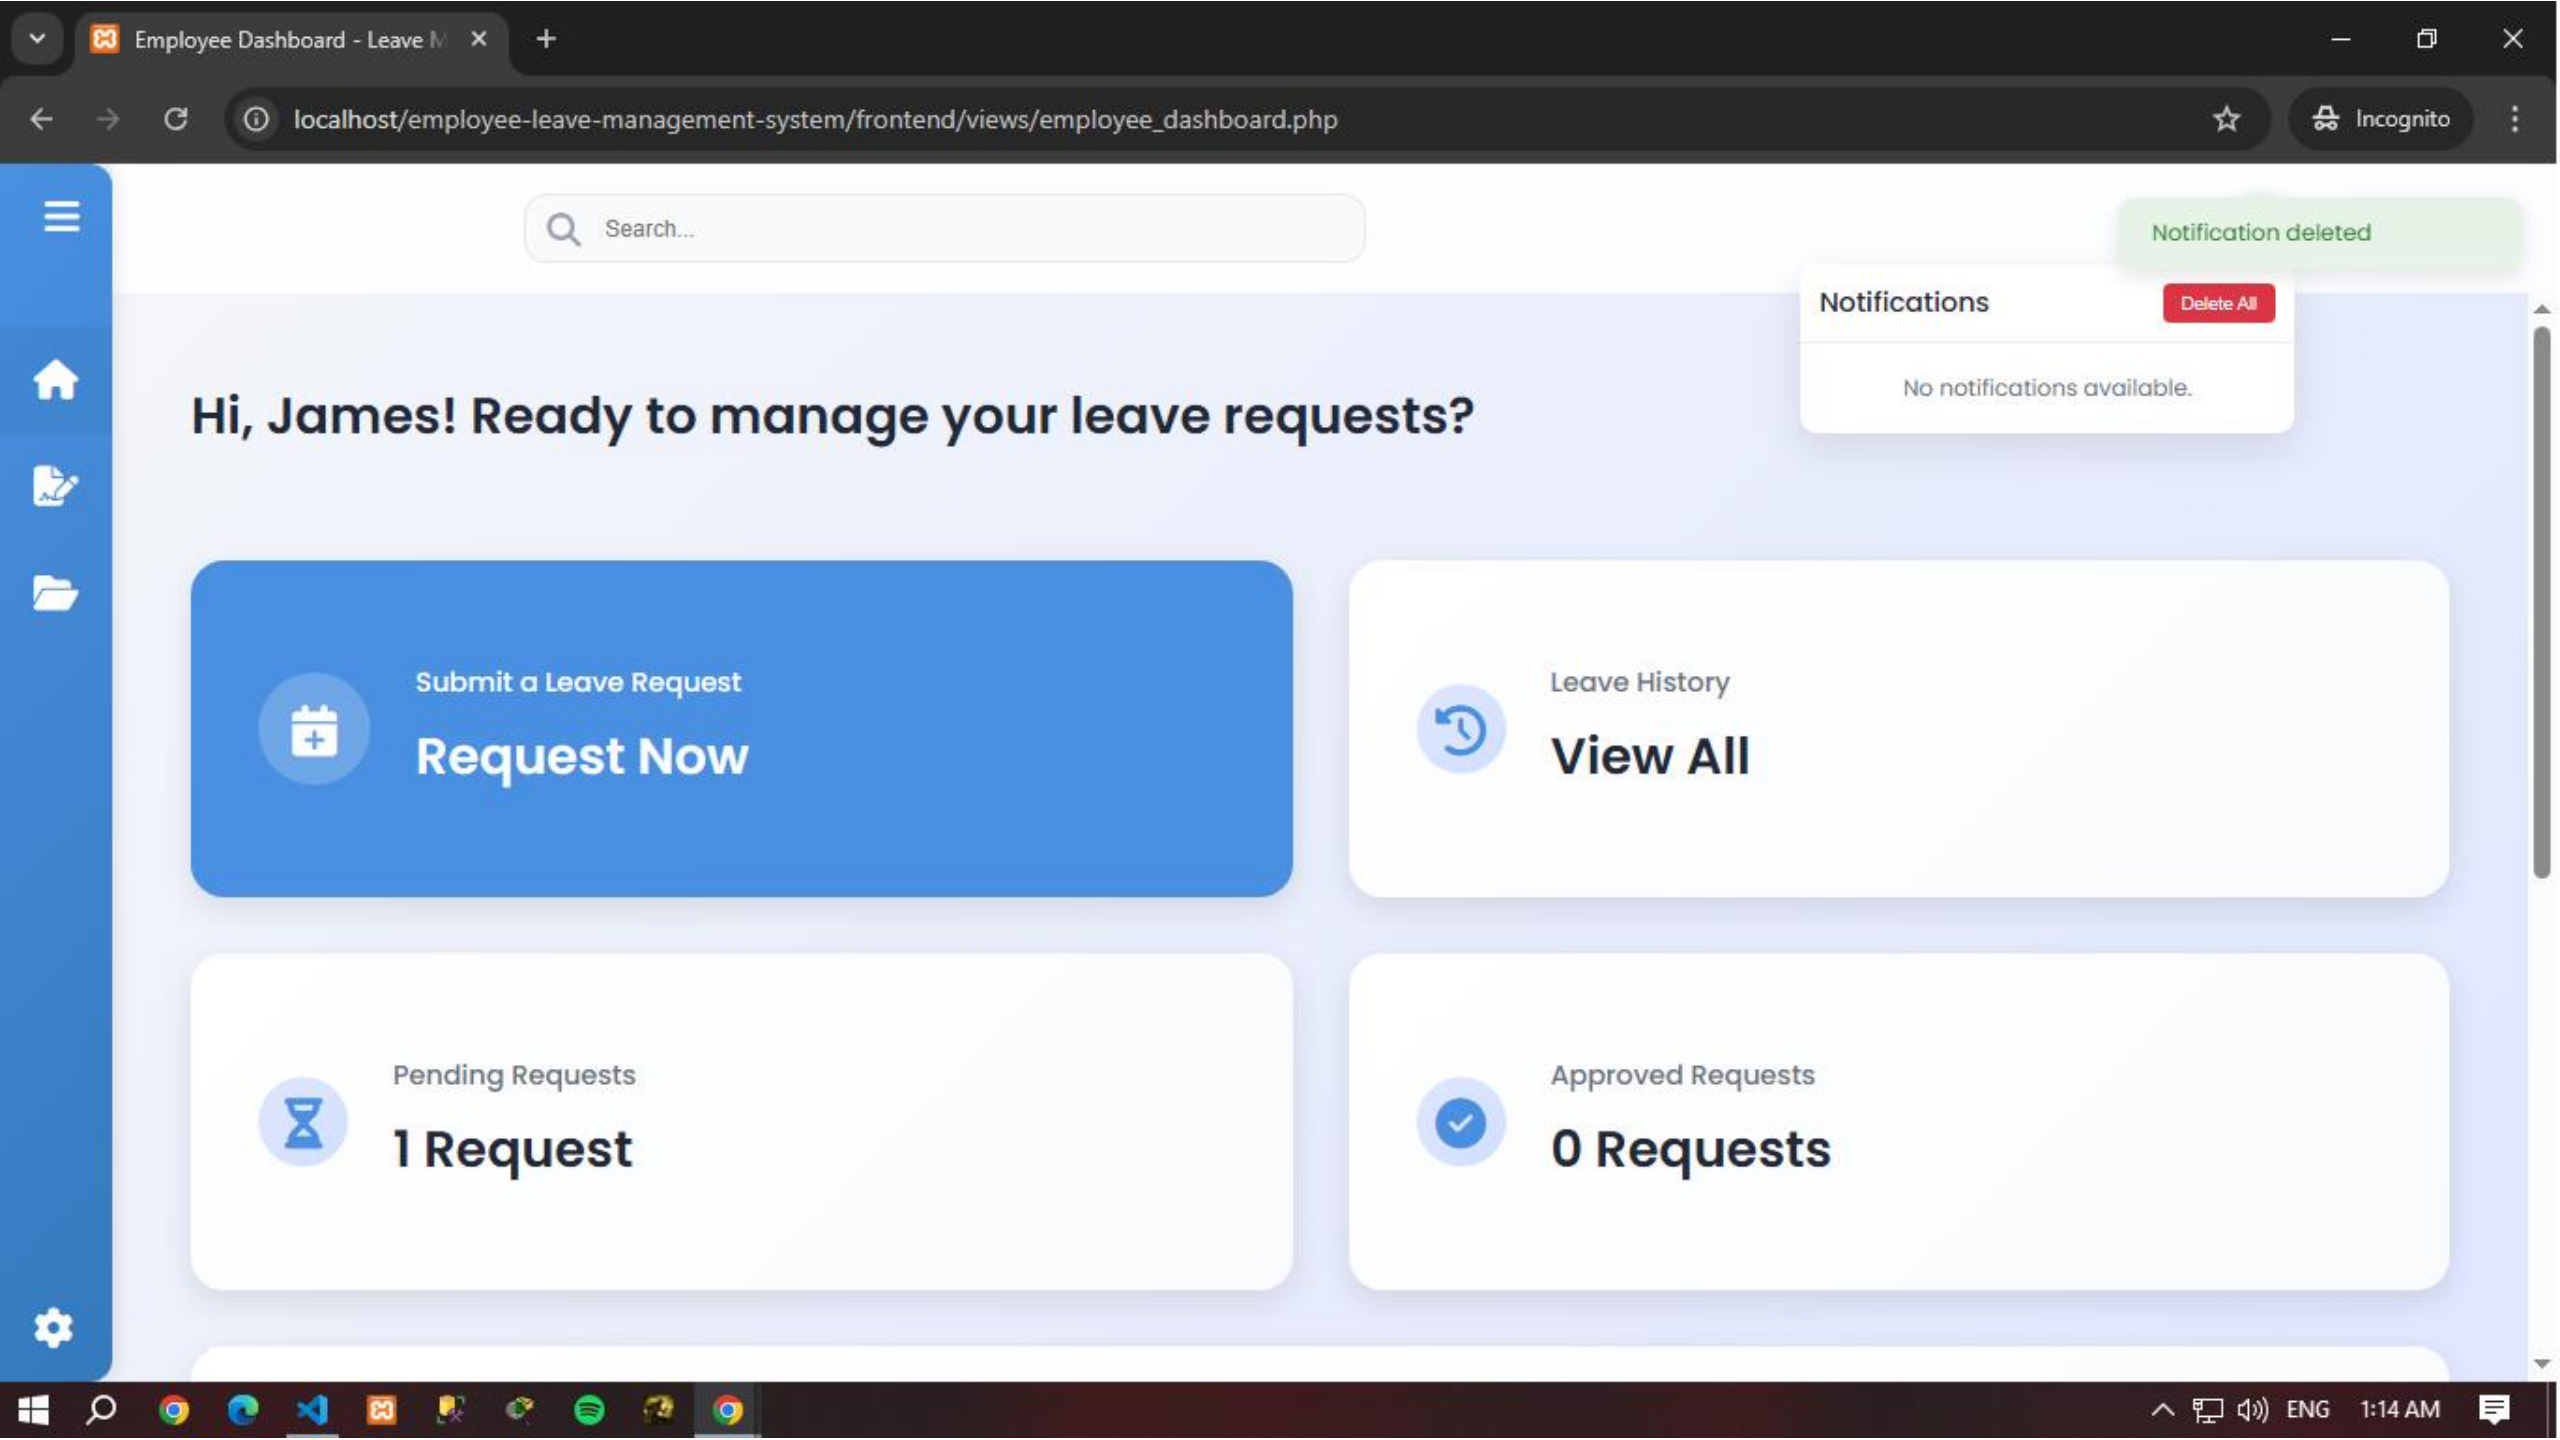 Employee Dashboard - Leave M
localhost/employee-leave-management-system/frontend/views/employee_dashboard.php
Incognito
Search...
Notification deleted
Notifications
Delete All
No notifications available.
Hi, James! Ready to manage your leave requests?
Submit a Leave Request
Request Now
Leave History
View All
Pending Requests
1 Request
Approved Requests
0 Requests
ENG 1:14 AM